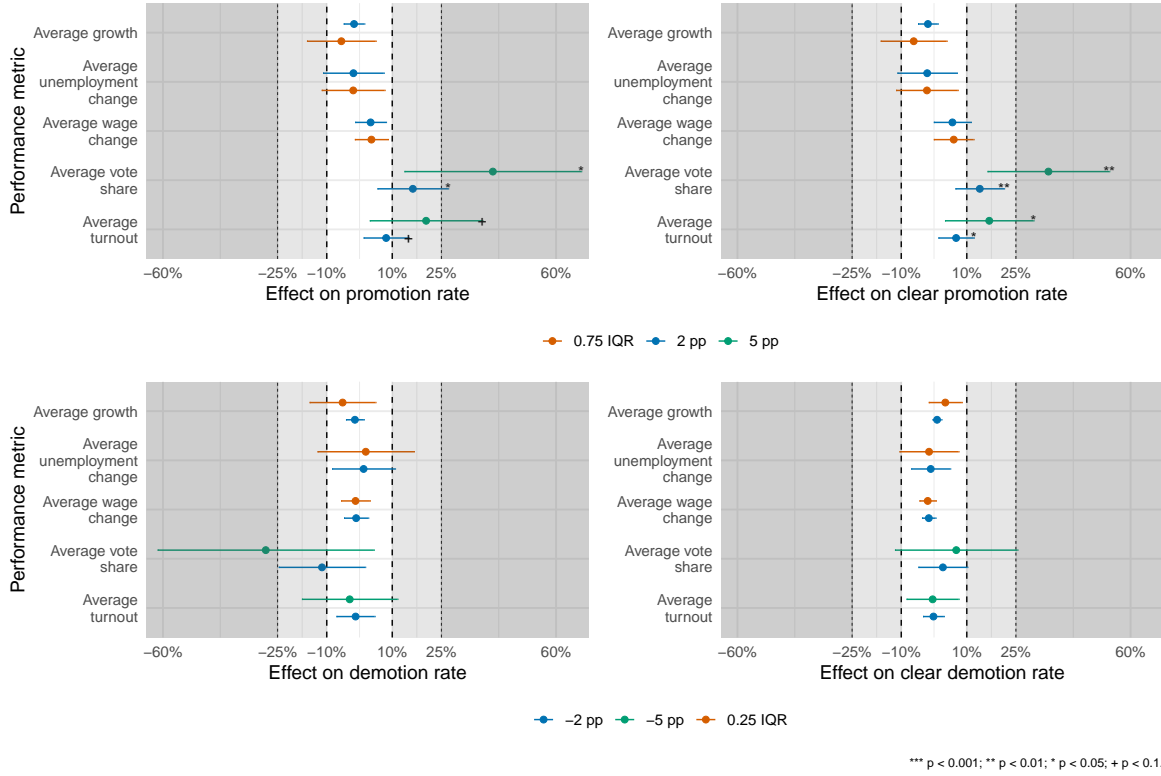 Performance metric
Average growth
Average
unemployment
change
Average wage
change
Average vote
share
Average
turnout
*
*
+
+
−60%
−25%
−10%
10%
25%
60%
Effect on promotion rate
Average growth
Average
unemployment
change
Average wage
change
Average vote
share
Average
turnout
**
**
*
*
−60%
−25%
−10%
10%
25%
60%
Effect on clear promotion rate
0.75 IQR 2 pp 5 pp
Performance metric
Average growth
Average
unemployment
change
Average wage
change
Average vote
share
Average
turnout
−60%
−25%
−10%
10%
25%
60%
Effect on demotion rate
Average growth
Average
unemployment
change
Average wage
change
Average vote
share
Average
turnout
−60%
−25%
−10%
10%
25%
60%
Effect on clear demotion rate
−2 pp −5 pp 0.25 IQR
*** p < 0.001; ** p < 0.01; * p < 0.05; + p < 0.1.